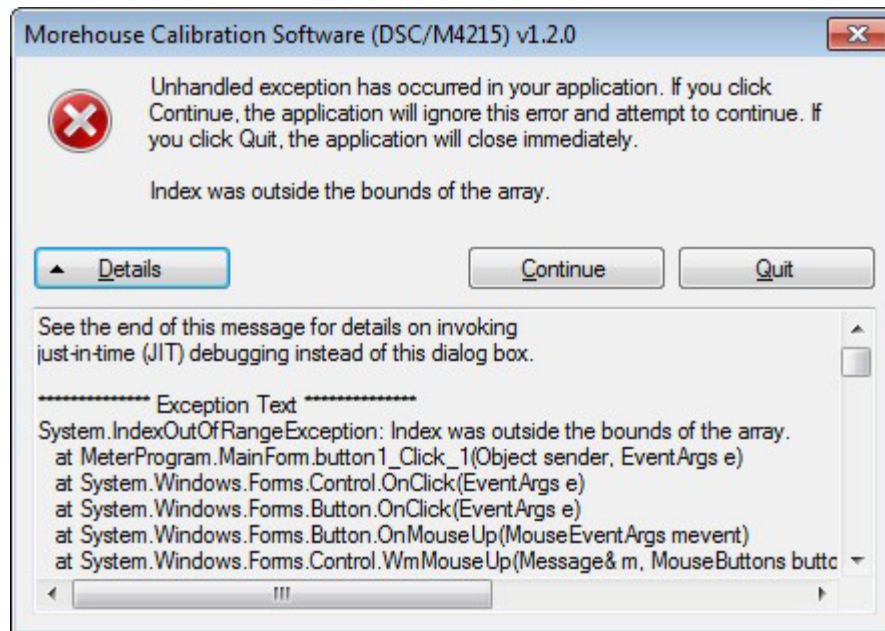 Morehouse Calibration Software (DSC/M4215) v1.2.0
Unhandled exception has occurred in your application. If you click
Continue, the application will ignore this error and attempt to continue. If
you click Quit, the application will close immediately.
Index was outside the bounds of the array.
Details
Continue
Quit
See the end of this message for details on invoking
just-in-time (JIT) debugging instead of this dialog box.
************** Exception Text **************
System.IndexOutOfRangeException: Index was outside the bounds of the array.
at MeterProgram.MainForm.button1_Click_1(Object sender, EventArgs e)
at System.Windows.Forms.Control.OnClick(EventArgs e)
at System.Windows.Forms.Button.OnClick(EventArgs e)
at System.Windows.Forms.Button.OnMouseUp(MouseEventArgs mevent)
at System.Windows.Forms.Control.WmMouseUp(Message& m, MouseButtons butto